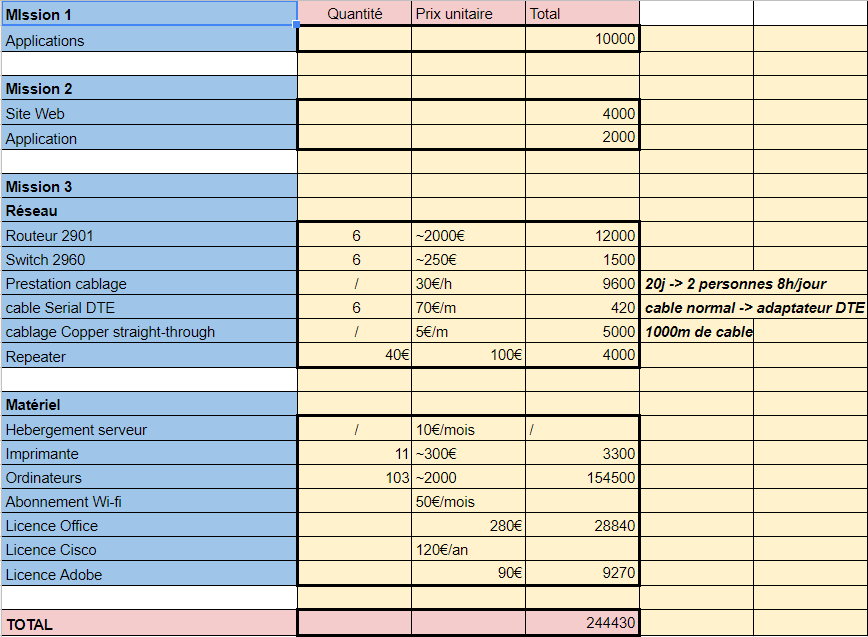 MIssion 1 Quantité Prix unitaire Total
Applications 10000
Mission 2
Site Web 4000
Application 2000
Mission 3
Réseau
Routeur 2901 6 ~2000€ 12000
Switch 2960 6 ~250€ 1500
Prestation cablage / 30€/h 9600 20j -> 2 personnes 8h/jour
cable Serial DTE 6 70€/m 420 cable normal -> adaptateur DTE
cablage Copper straight-through / 5€/m 5000 1000m de cable
Repeater 40€ 100€ 4000
Matériel
Hebergement serveur / 10€/mois /
Imprimante 11 ~300€ 3300
Ordinateurs 103 ~2000 154500
Abonnement Wi-fi 50€/mois
Licence Office 280€ 28840
Licence Cisco 120€/an
Licence Adobe 90€ 9270
TOTAL 244430